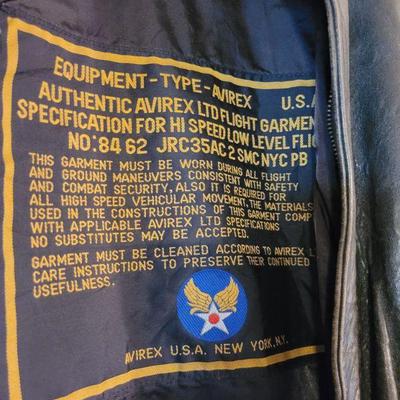 EQUIPMENT-TYPE-AVIREX U.S.A
AUTHENTIC AVIREX LTD FLIGHT GARMEN
SPECIFICATION FOR HI SPEED LOW LEVEL FLIG
NO:84 62 JRC35AC2 SMC NYC PB
THIS GARMENT MUST BE WORN DURING ALL FLIGHT
AND GROUND MANEUVERS CONSISTENT WITH SAFETY
AND COMBAT SECURITY, ALSO IT IS REQUIRED FOR
ALL HIGH SPEED VEHICULAR MOVEMENT, THE MATERIALS
USED IN THE CONSTRUCTIONS OF THIS GARMENT COMP
WITH APPLICABLE AVIREX LTD SPECIFICATIONS
NO SUBSTITUTES MAY BE ACCEPTED.
GARMENT MUST BE CLEANED ACCORDING TO AVIREX L
CARE INSTRUCTIONS TO PRESERVE THEIR CONTINUED
USEFULNESS.
AVIREX U.S.A. NEW YORK. N.Y.